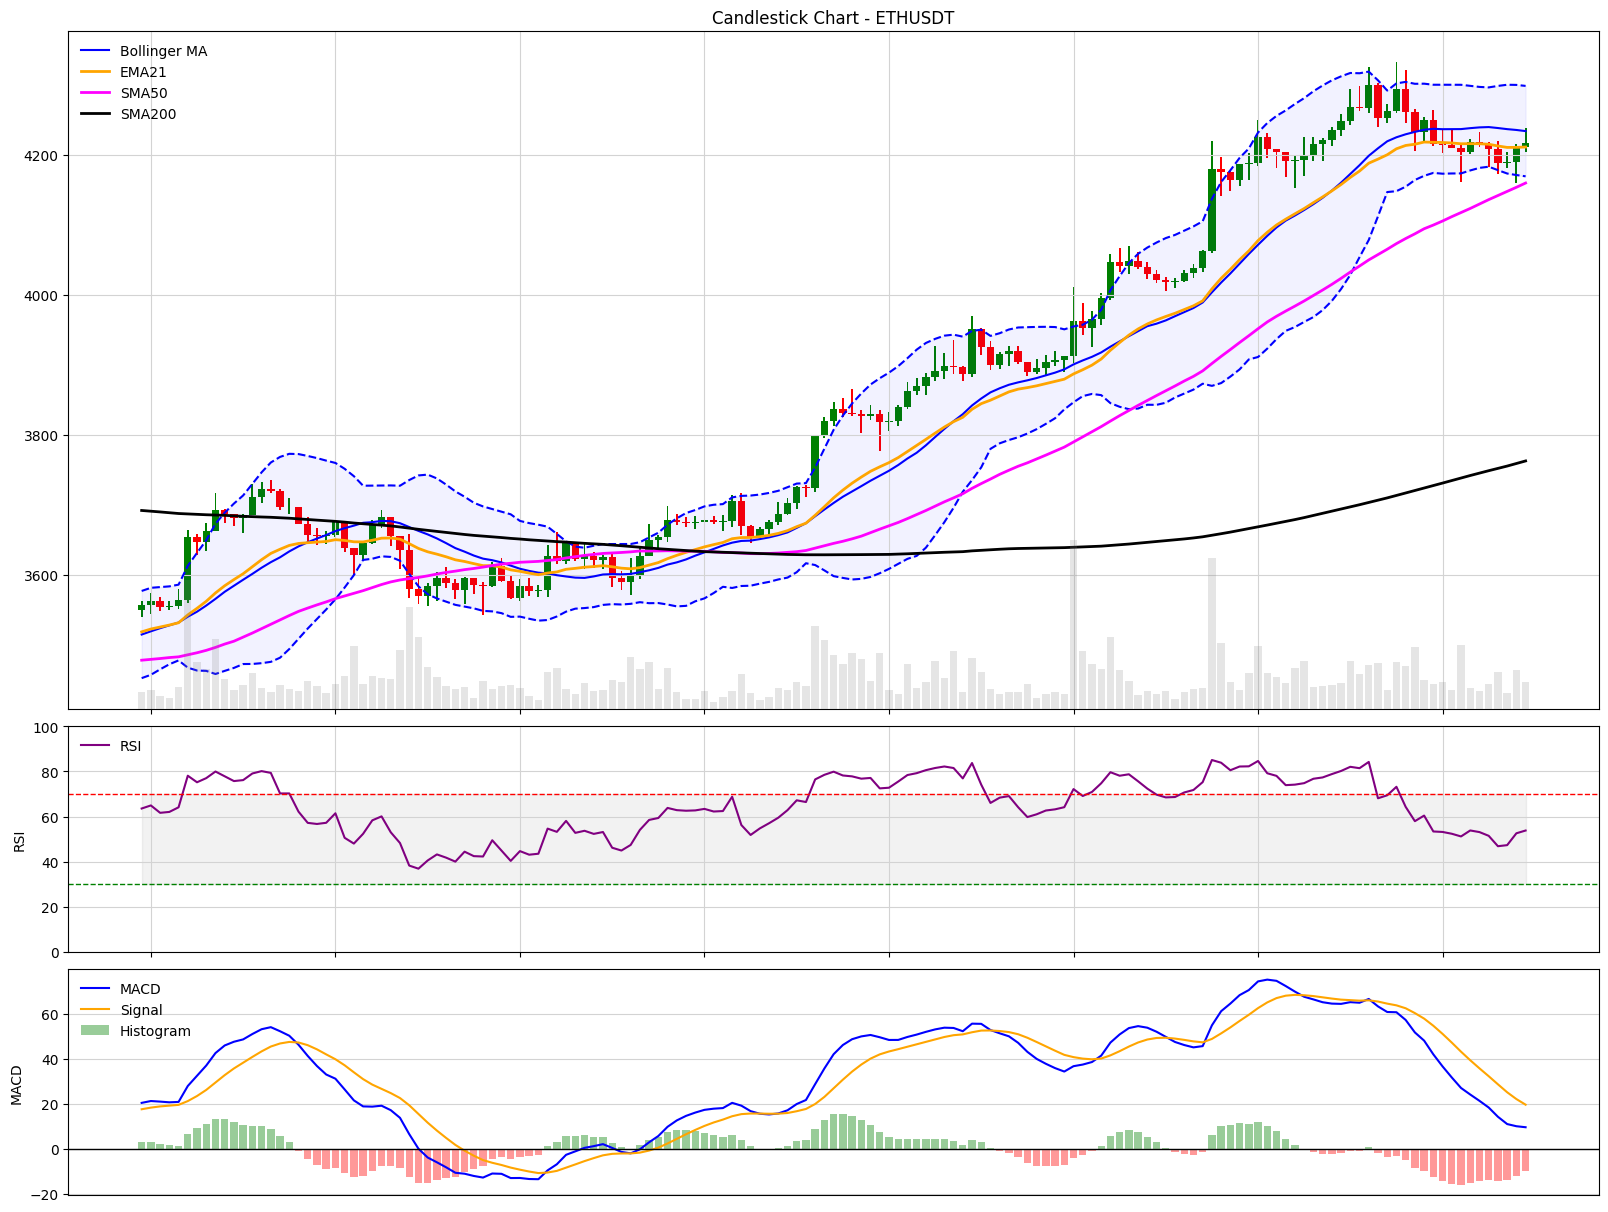 Candlestick Chart - ETHUSDT
Bollinger MA
EMA21
SMA50
SMA200
4200
4000
3800
3600
100
RSI
80
60
RSI
40
20
0
MACD
Signal
Histogram
60
40
MACD
20
0
−20